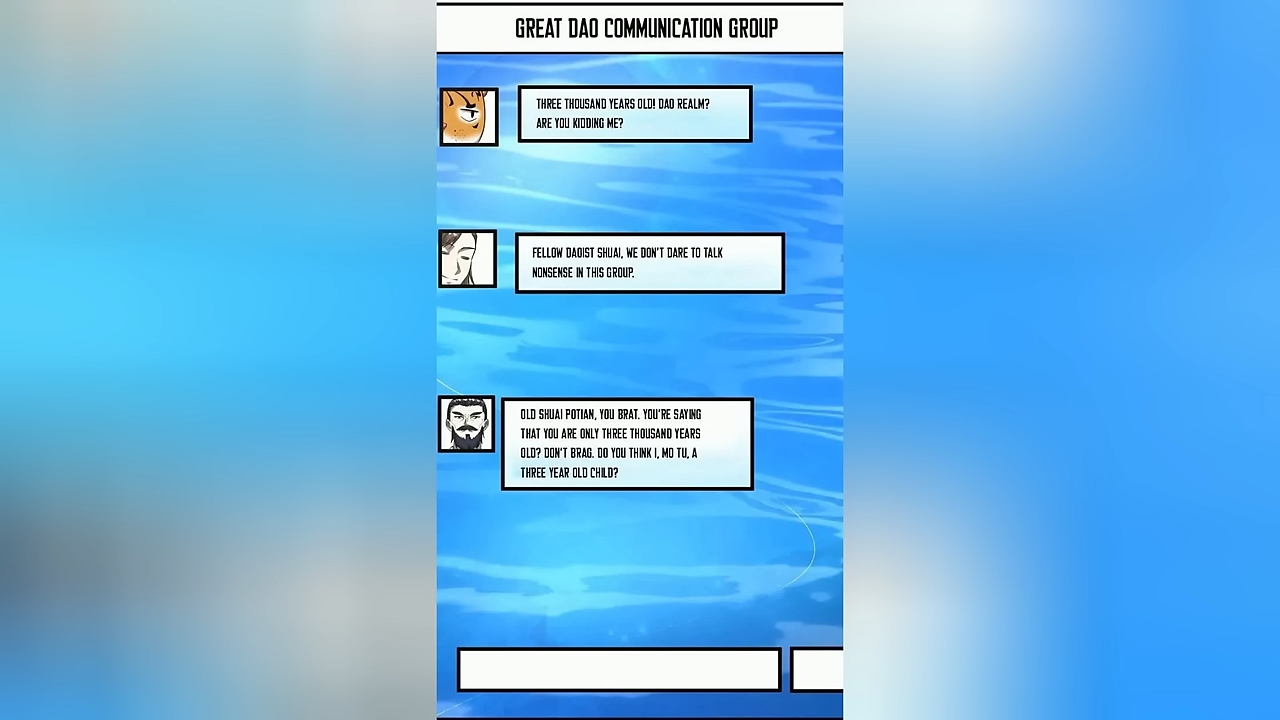 GREAT DAO COMMUNICATION GROUP
THREE THOUSAND YEARS OLD! DAO REALM?
ARE YOU KIDDING ME?
FELLOW DAOIST SHUAI, WE DON'T DARE TO TALK
NONSENSE IN THIS GROUP.
OLD SHUAI POTIAN, YOU BRAT. YOU'RE SAYING
THAT YOU ARE ONLY THREE THOUSAND YEARS
OLD? DON'T BRAG. DO YOU THINK I, MO TU, A
THREE YEAR OLD CHILD?